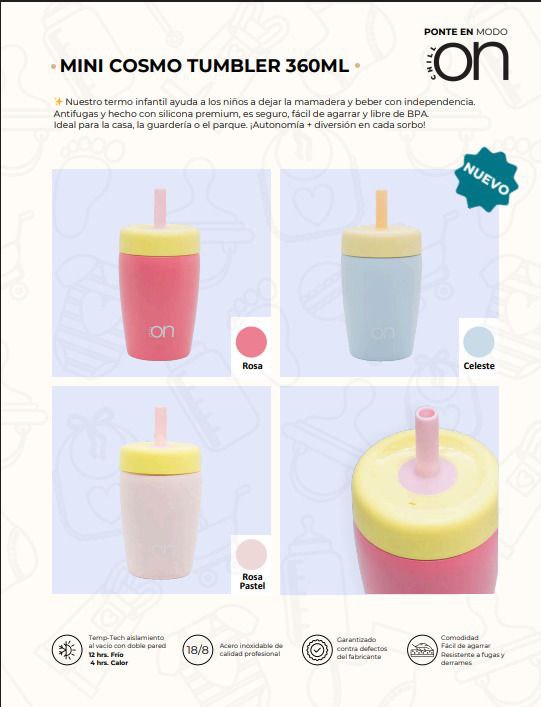 PONTE EN MODO
CHILL
on
MINI COSMO TUMBLER 360ML
✨ Nuestro termo infantil ayuda a los niños a dejar la mamadera y beber con independencia.
Antifugas y hecho con silicona premium, es seguro, fácil de agarrar y libre de BPA.
Ideal para la casa, la guardería o el parque. ¡Autonomía + diversión en cada sorbo!
NUEVO
on
Rosa
on
Celeste
on
Rosa
Pastel
Temp-Tech aislamiento
al vacío con doble pared
12 hrs. Frío
4 hrs. Calor
18/8
Acero inoxidable de
calidad profesional
Garantizado
contra defectos
del fabricante
Comodidad
Fácil de agarrar
Resistente a fugas y
derrames